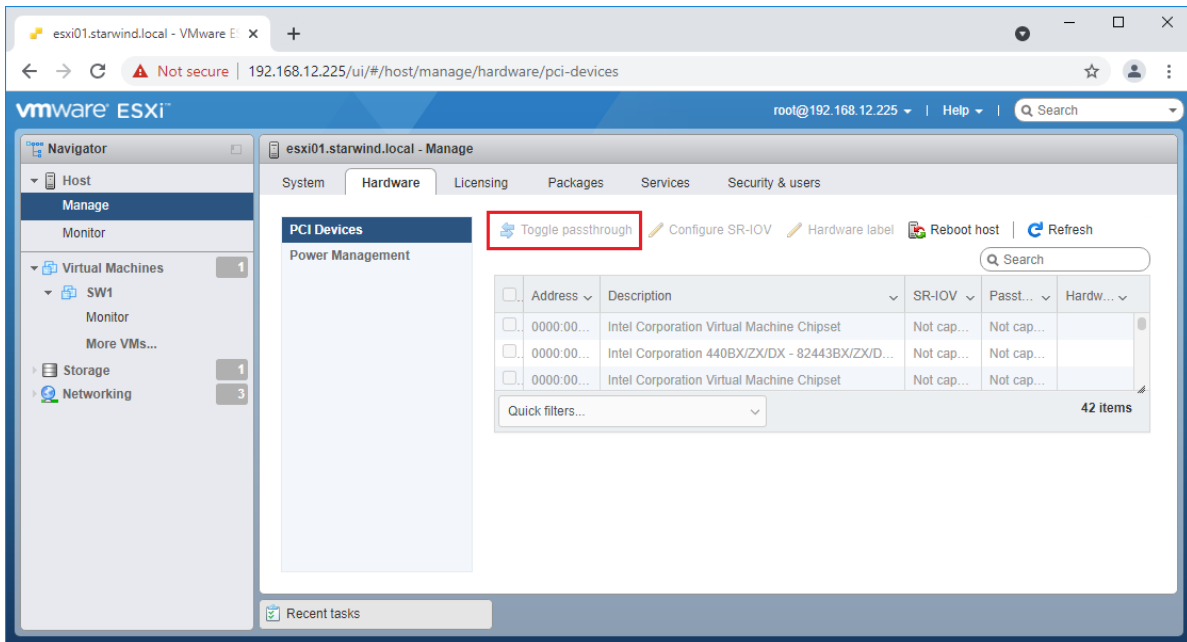 esxi01.starwind.local - VMware E
Not secure | 192.168.12.225/ui/#/host/manage/hardware/pci-devices
vmware ESXi™
root@192.168.12.225 | Help | Search
Navigator
esxi01.starwind.local - Manage
Host
System Hardware Licensing Packages Services Security & users
Manage
Monitor
PCI Devices
Toggle passthrough Configure SR-IOV Hardware label Reboot host | Refresh
Power Management
Search
Virtual Machines 1
SW1
Monitor
More VMs...
Storage 1
Networking 3
Address Description SR-IOV Passt... Hardw...
0000:00... Intel Corporation Virtual Machine Chipset Not cap... Not cap...
0000:00... Intel Corporation 440BX/ZX/DX - 82443BX/ZX/D... Not cap... Not cap...
0000:00... Intel Corporation Virtual Machine Chipset Not cap... Not cap...
Quick filters... 42 items
Recent tasks